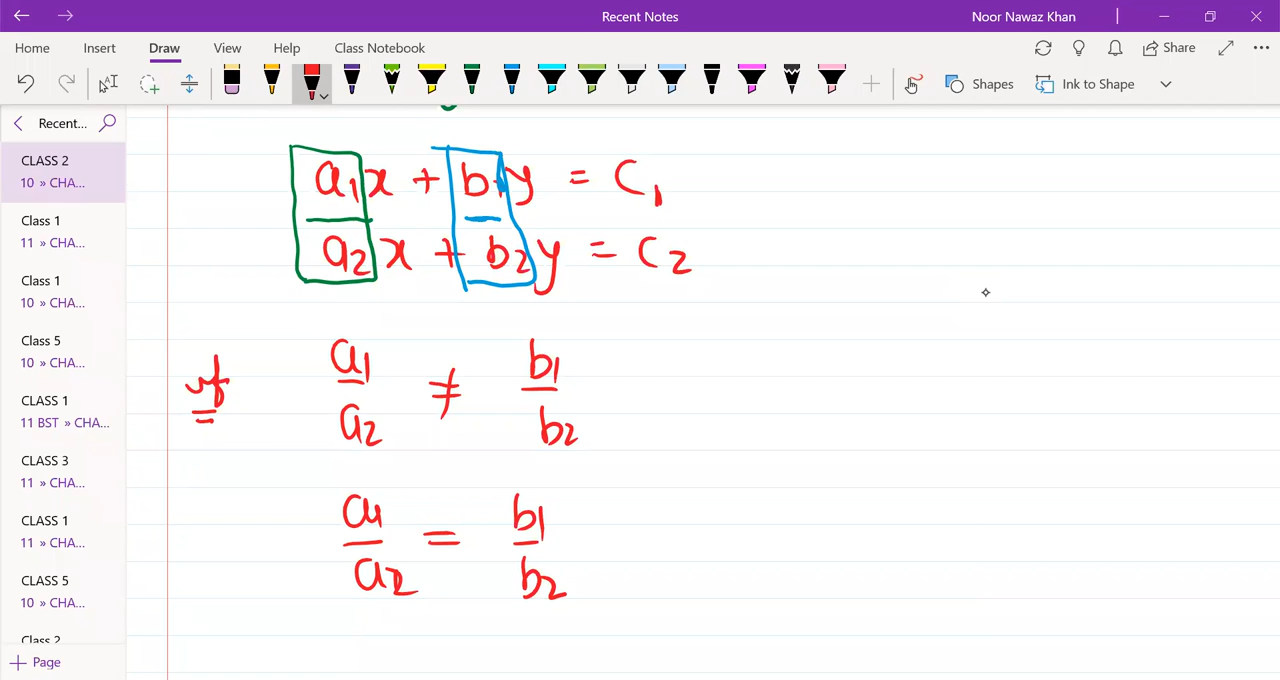 Recent Notes
Noor Nawaz Khan
Home Insert Draw View Help Class Notebook
Share
Shapes
Ink to Shape
Recent...
CLASS 2
10 » CHA...
Class 1
11 » CHA...
Class 1
10 » CHA...
Class 5
10 » CHA...
CLASS 1
11 BST » CHA...
CLASS 3
11 » CHA...
CLASS 1
11 » CHA...
CLASS 5
10 » CHA...
Class 2
+ Page
a1x + b1y = C1
a2x + b2y = C2
if a1/a2 ≠ b1/b2
a1/a2 = b1/b2